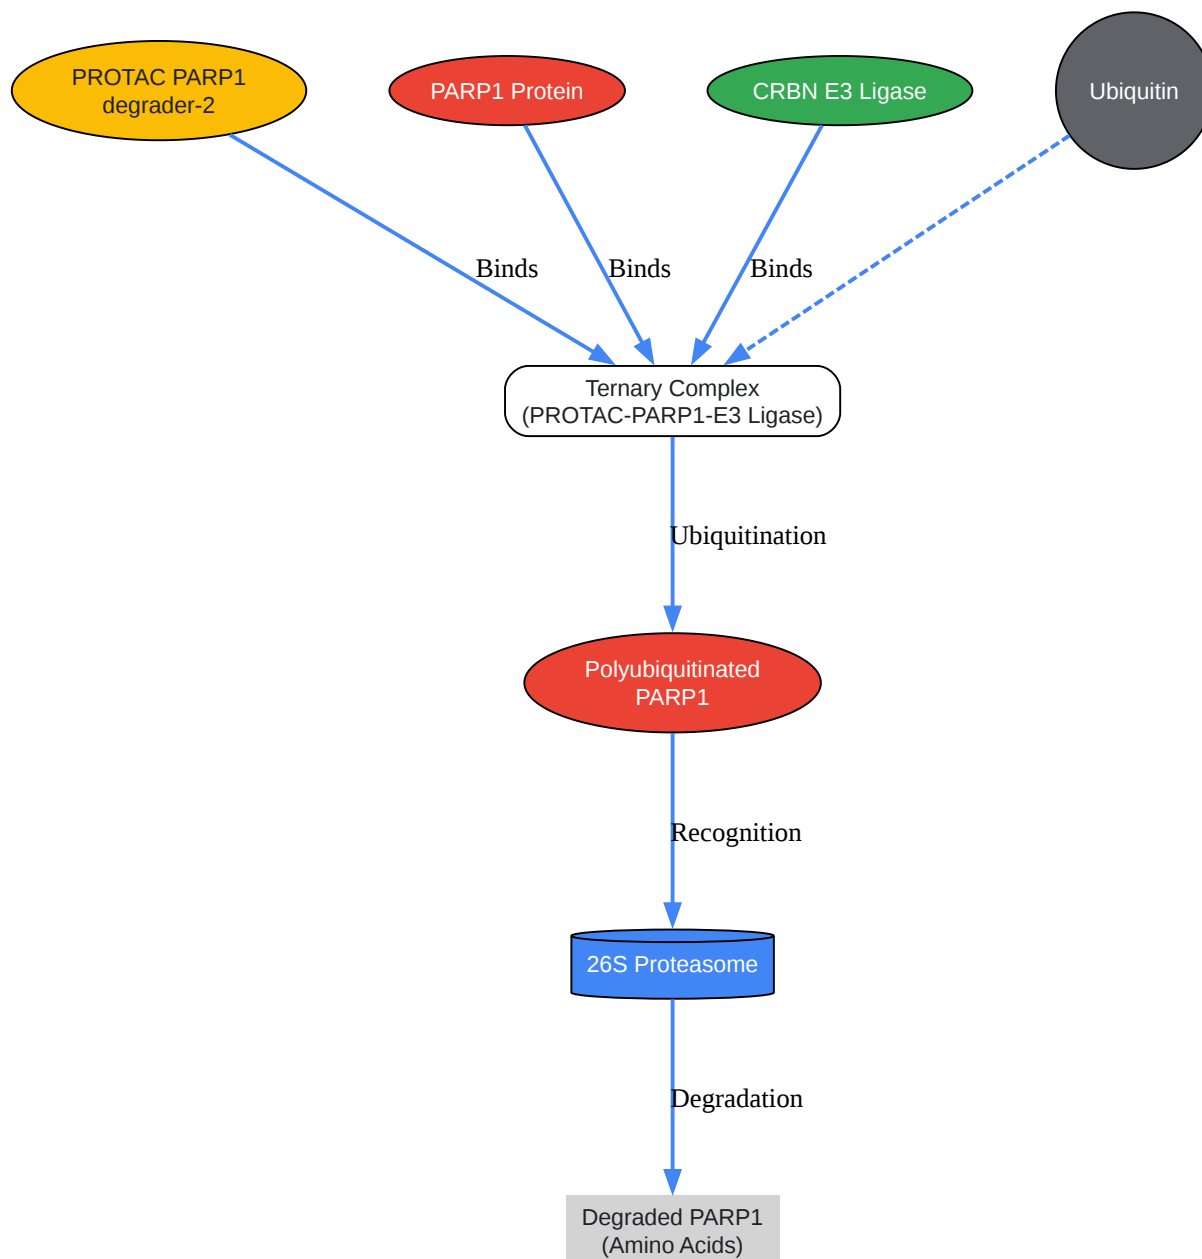 PROTAC PARP1
degrader-2
PARP1 Protein
CRBN E3 Ligase
Ubiquitin
Binds
Binds
Binds
Ternary Complex
(PROTAC-PARP1-E3 Ligase)
Ubiquitination
Polyubiquitinated
PARP1
Recognition
26S Proteasome
Degradation
Degraded PARP1
(Amino Acids)